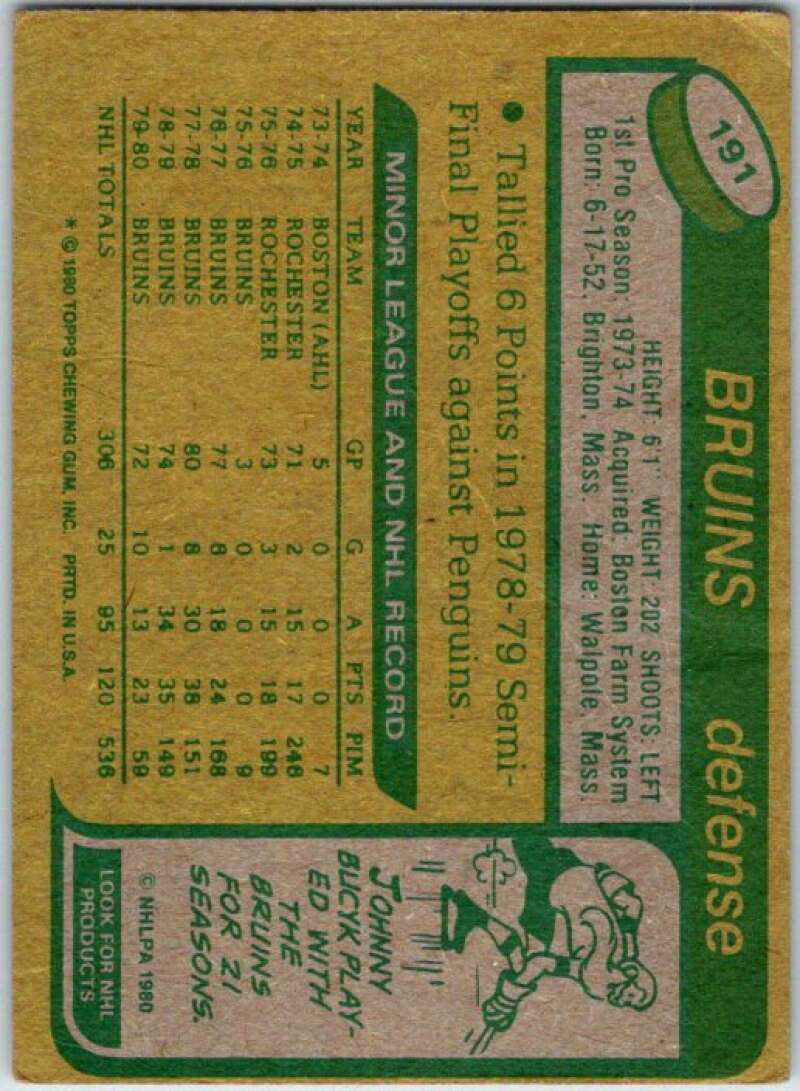 191
BRUINS defense
HEIGHT: 6'1" WEIGHT: 202 SHOOTS: LEFT
1st Pro Season: 1973-74 Acquired: Boston Farm System
Born: 6-17-52, Brighton, Mass. Home: Walpole, Mass.
• Tallied 6 Points in 1978-79 Semi-
Final Playoffs against Penguins.
MINOR LEAGUE AND NHL RECORD
YEAR TEAM GP G A PTS PIM
73-74 BOSTON (AHL) 5 0 0 0 7
74-75 ROCHESTER 71 2 15 17 246
75-76 ROCHESTER 73 3 15 18 199
75-76 BRUINS 3 0 0 0 9
76-77 BRUINS 77 8 18 24 168
77-78 BRUINS 80 8 30 38 151
78-79 BRUINS 74 1 34 35 149
79-80 BRUINS 72 10 13 23 59
NHL TOTALS 306 25 95 120 536
* © 1980 TOPPS CHEWING GUM, INC. PRTD. IN U.S.A.
JOHNNY
BUCYK PLAY-
ED WITH
THE
BRUINS
FOR 21
SEASONS.
© NHLPA 1980
LOOK FOR NHL
PRODUCTS